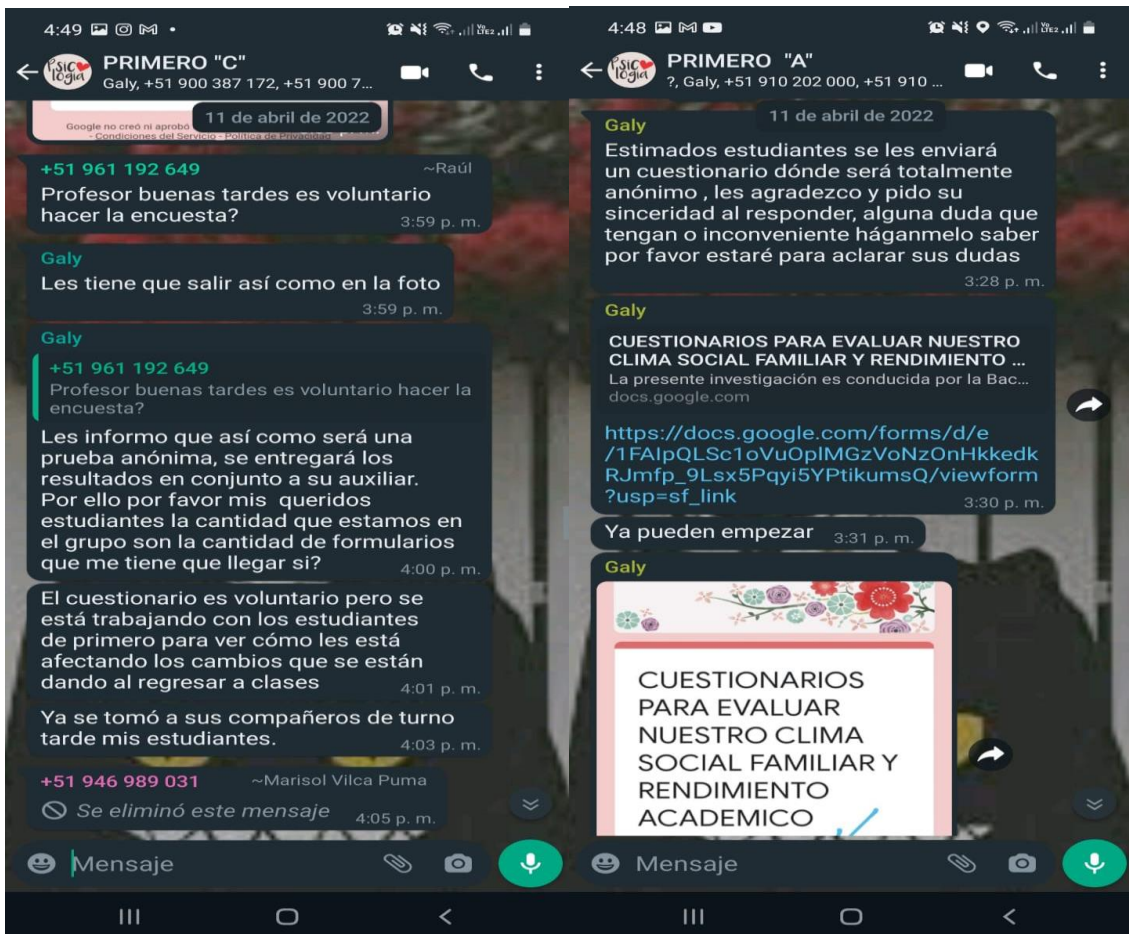 4:49
PRIMERO "C"
Galy, +51 900 387 172, +51 900 7...
Google no creó ni aprobó
- Condiciones del Servicio - Política de Privacidad
11 de abril de 2022
+51 961 192 649 ~Raúl
Profesor buenas tardes es voluntario
hacer la encuesta?
3:59 p. m.
Galy
Les tiene que salir así como en la foto
3:59 p. m.
Galy
+51 961 192 649
Profesor buenas tardes es voluntario hacer la
encuesta?
Les informo que así como será una
prueba anónima, se entregará los
resultados en conjunto a su auxiliar.
Por ello por favor mis queridos
estudiantes la cantidad que estamos en
el grupo son la cantidad de formularios
que me tiene que llegar si?
4:00 p. m.
El cuestionario es voluntario pero se
está trabajando con los estudiantes
de primero para ver cómo les está
afectando los cambios que se están
dando al regresar a clases
4:01 p. m.
Ya se tomó a sus compañeros de turno
tarde mis estudiantes.
4:03 p. m.
+51 946 989 031 ~Marisol Vilca Puma
Se eliminó este mensaje
4:05 p. m.
Mensaje
4:48
PRIMERO "A"
?, Galy, +51 910 202 000, +51 910 ...
11 de abril de 2022
Galy
Estimados estudiantes se les enviará
un cuestionario dónde será totalmente
anónimo , les agradezco y pido su
sinceridad al responder, alguna duda que
tengan o inconveniente háganmelo saber
por favor estaré para aclarar sus dudas
3:28 p. m.
Galy
CUESTIONARIOS PARA EVALUAR NUESTRO
CLIMA SOCIAL FAMILIAR Y RENDIMIENTO ...
La presente investigación es conducida por la Bac...
docs.google.com
https://docs.google.com/forms/d/e
/1FAIpQLSc1oVuOplMGzVoNzOnHkkedk
RJmfp_9Lsx5Pqyi5YPtikumsQ/viewform
?usp=sf_link
3:30 p. m.
Ya pueden empezar
3:31 p. m.
Galy
CUESTIONARIOS
PARA EVALUAR
NUESTRO CLIMA
SOCIAL FAMILIAR Y
RENDIMIENTO
ACADEMICO
Mensaje